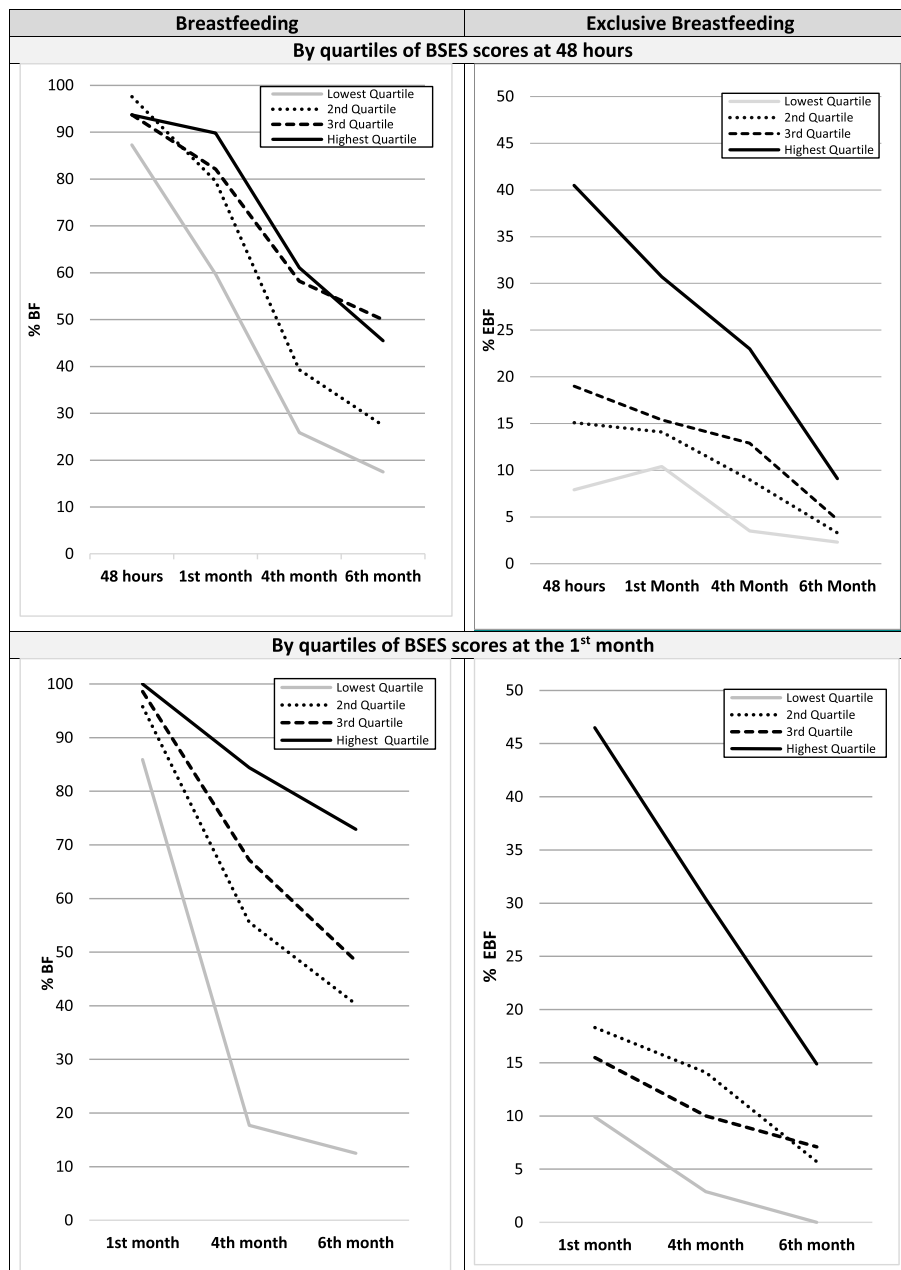 Breastfeeding
Exclusive Breastfeeding
By quartiles of BSES scores at 48 hours
100
90
80
70
60
50
40
30
20
10
0
% BF
Lowest Quartile
2nd Quartile
3rd Quartile
Highest Quartile
48 hours 1st month 4th month 6th month
50
45
40
35
30
25
20
15
10
5
0
% EBF
Lowest Quartile
2nd Quartile
3rd Quartile
Highest Quartile
48 hours 1st Month 4th Month 6th Month
By quartiles of BSES scores at the 1st month
100
90
80
70
60
50
40
30
20
10
0
% BF
Lowest Quartile
2nd Quartile
3rd Quartile
Highest Quartile
1st month 4th month 6th month
50
45
40
35
30
25
20
15
10
5
0
% EBF
Lowest Quartile
2nd Quartile
3rd Quartile
Highest Quartile
1st month 4th month 6th month